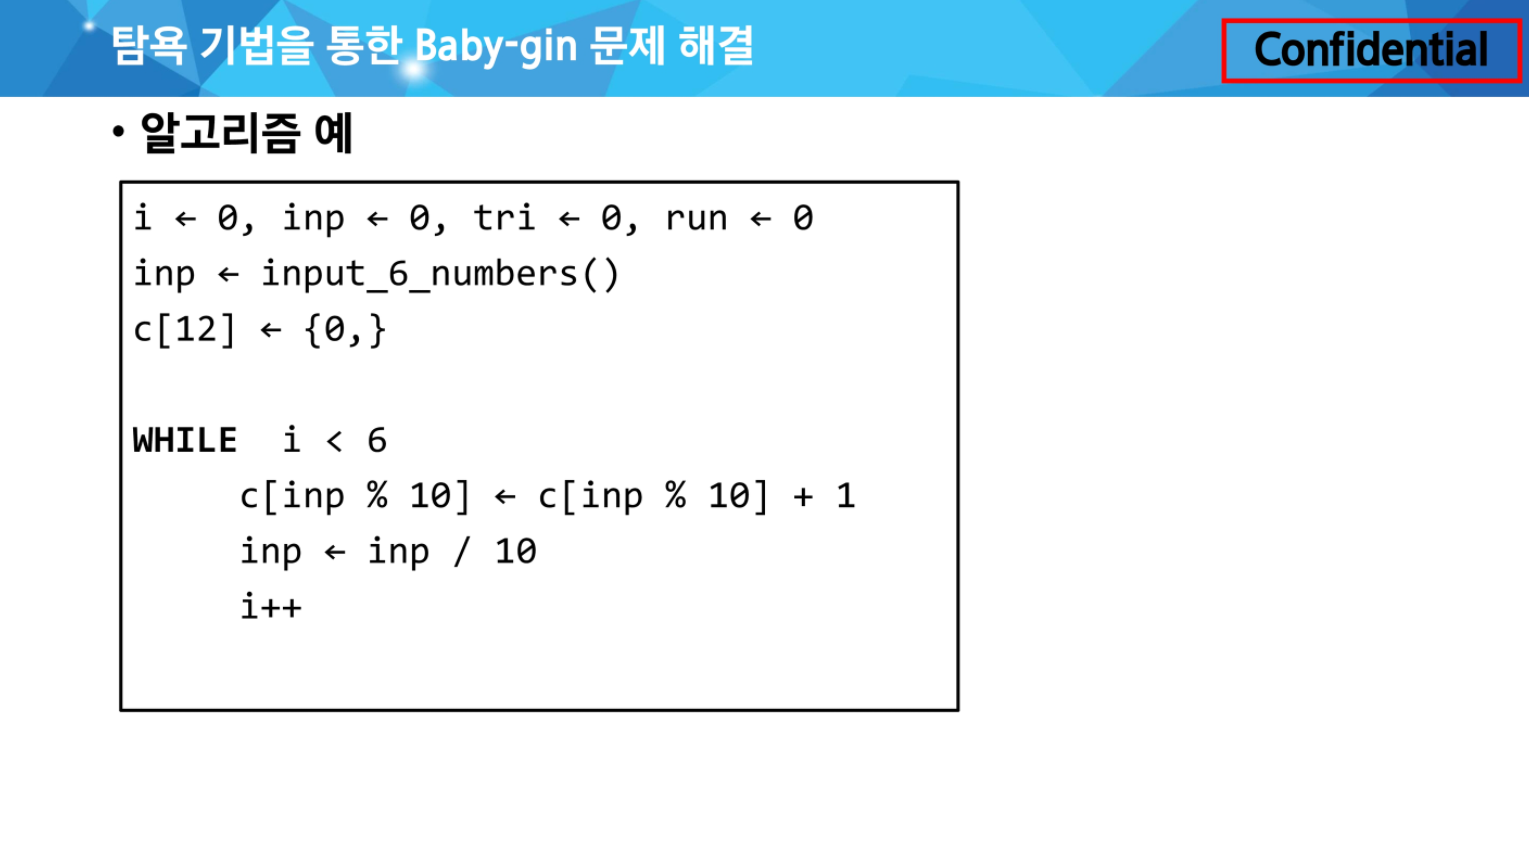 탐욕 기법을 통한 Baby-gin 문제 해결
Confidential
• 알고리즘 예
i ← 0, inp ← 0, tri ← 0, run ← 0
inp ← input_6_numbers()
c[12] ← {0,}
WHILE  i < 6
c[inp % 10] ← c[inp % 10] + 1
inp ← inp / 10
i++